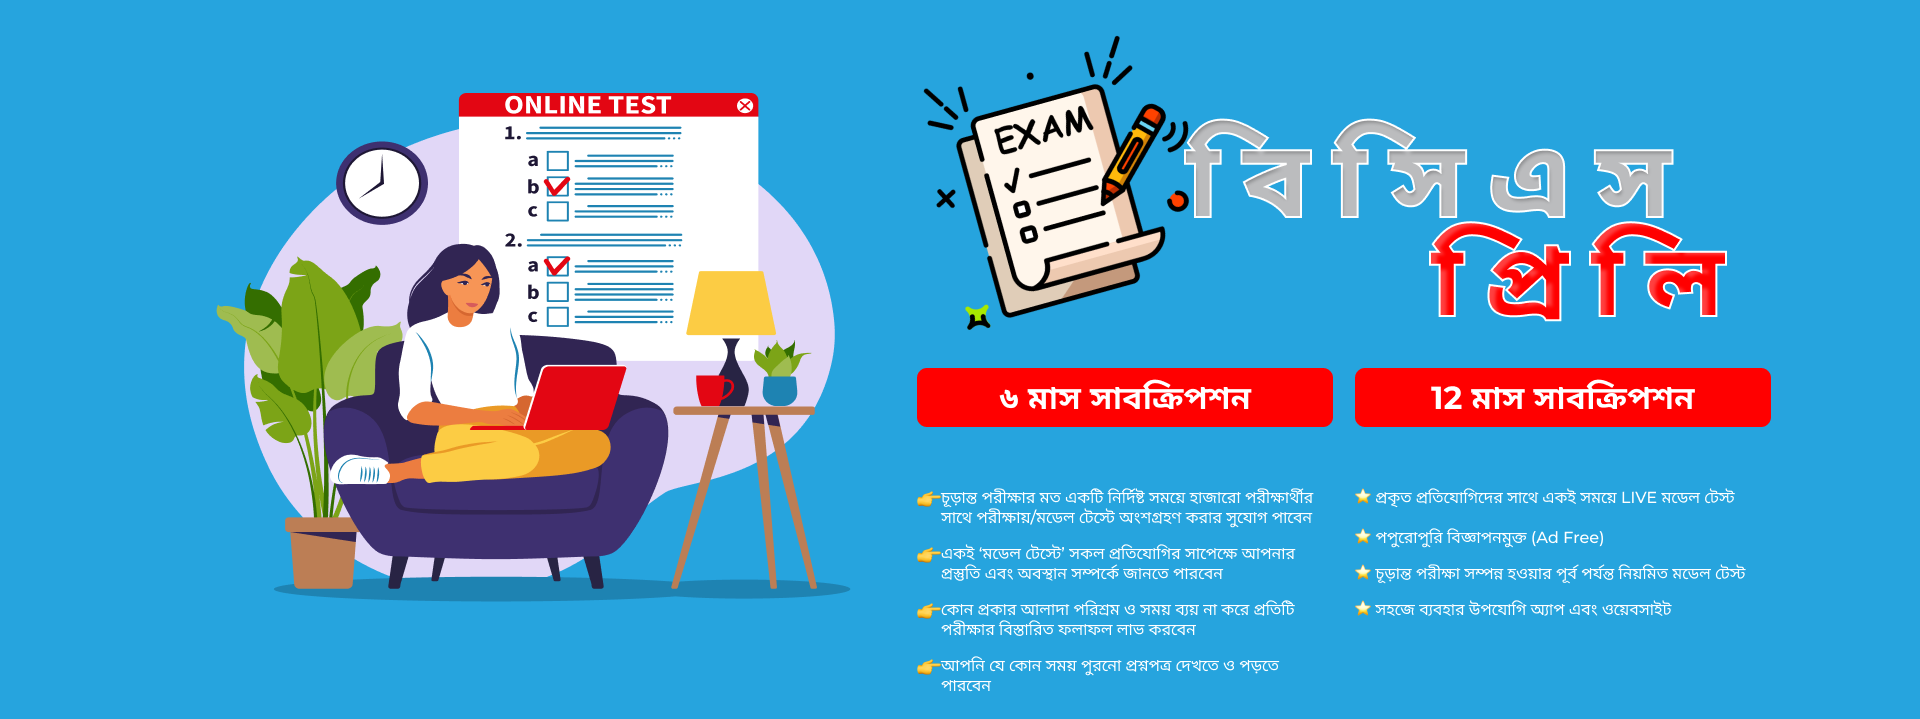 ONLINE TEST
1.
a
b
c
2.
a
b
c
EXAM
বিসিএস
প্রিলি
৬ মাস সাবক্রিপশন
12 মাস সাবক্রিপশন
চূড়ান্ত পরীক্ষার মত একটি নির্দিষ্ট সময়ে হাজারো পরীক্ষার্থীর
সাথে পরীক্ষায়/মডেল টেস্টে অংশগ্রহণ করার সুযোগ পাবেন
একই ‘মডেল টেস্টে’ সকল প্রতিযোগির সাপেক্ষে আপনার
প্রস্তুতি এবং অবস্থান সম্পর্কে জানতে পারবেন
কোন প্রকার আলাদা পরিশ্রম ও সময় ব্যয় না করে প্রতিটি
পরীক্ষার বিস্তারিত ফলাফল লাভ করবেন
আপনি যে কোন সময় পুরনো প্রশ্নপত্র দেখতে ও পড়তে
পারবেন
প্রকৃত প্রতিযোগিদের সাথে একই সময়ে LIVE মডেল টেস্ট
পপুরোপুরি বিজ্ঞাপনমুক্ত (Ad Free)
চূড়ান্ত পরীক্ষা সম্পন্ন হওয়ার পূর্ব পর্যন্ত নিয়মিত মডেল টেস্ট
সহজে ব্যবহার উপযোগি অ্যাপ এবং ওয়েবসাইট